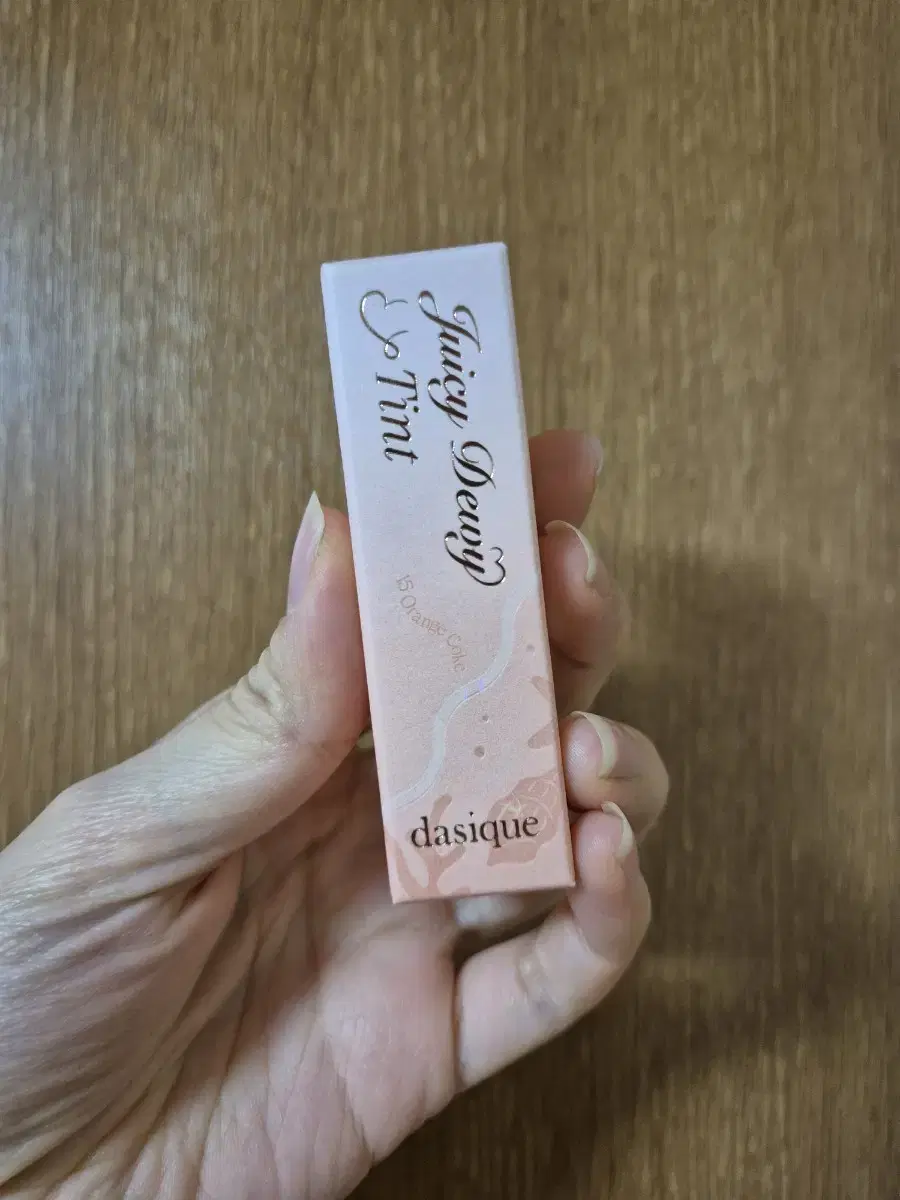 Juicy Dewy
Tint
15 Orange Coke
dasique